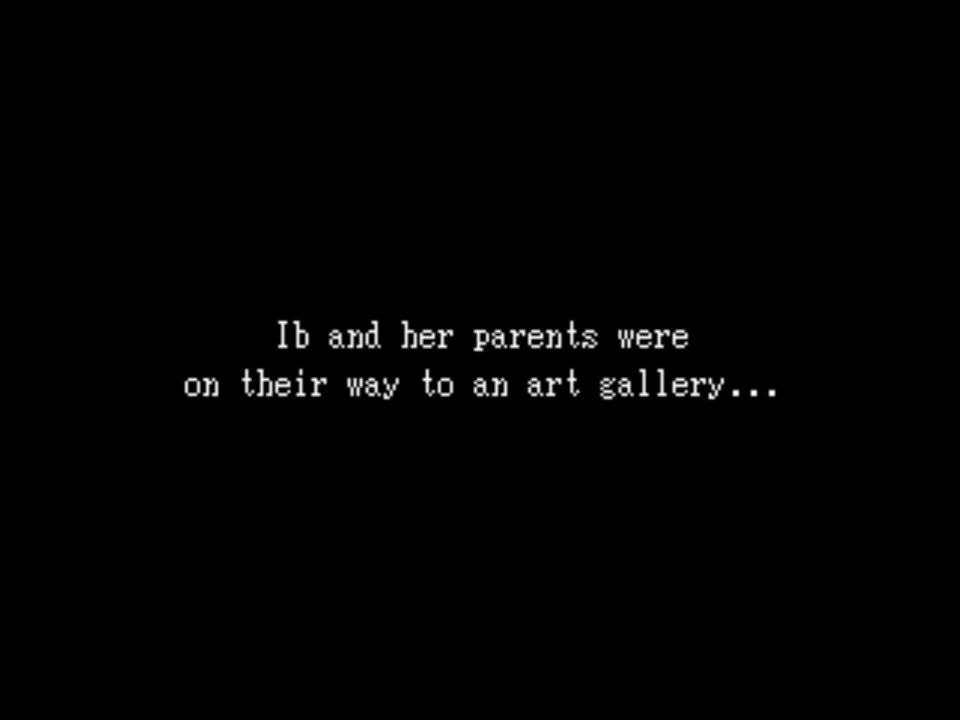 Ib and her parents were
on their way to an art gallery...